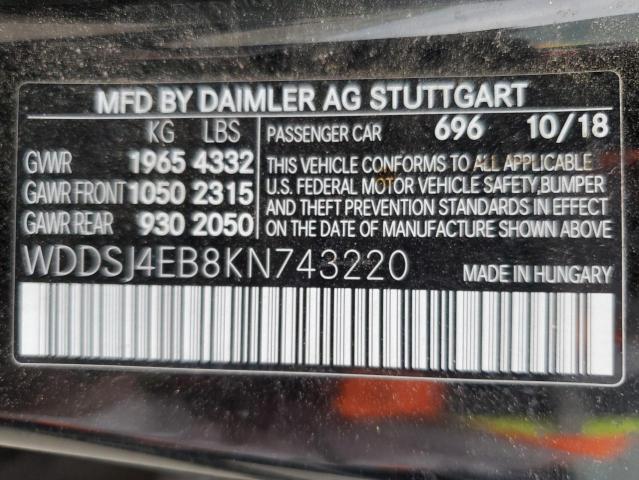 MFD BY DAIMLER AG STUTTGART
KG LBS
GVWR 1965 4332
GAWR FRONT 1050 2315
GAWR REAR 930 2050
PASSENGER CAR 696 10/18
THIS VEHICLE CONFORMS TO ALL APPLICABLE
U.S. FEDERAL MOTOR VEHICLE SAFETY, BUMPER
AND THEFT PREVENTION STANDARDS IN EFFECT
ON THE DATE OF MANUFACTURE SHOWN ABOVE
WDDSJ4EB8KN743220 MADE IN HUNGARY